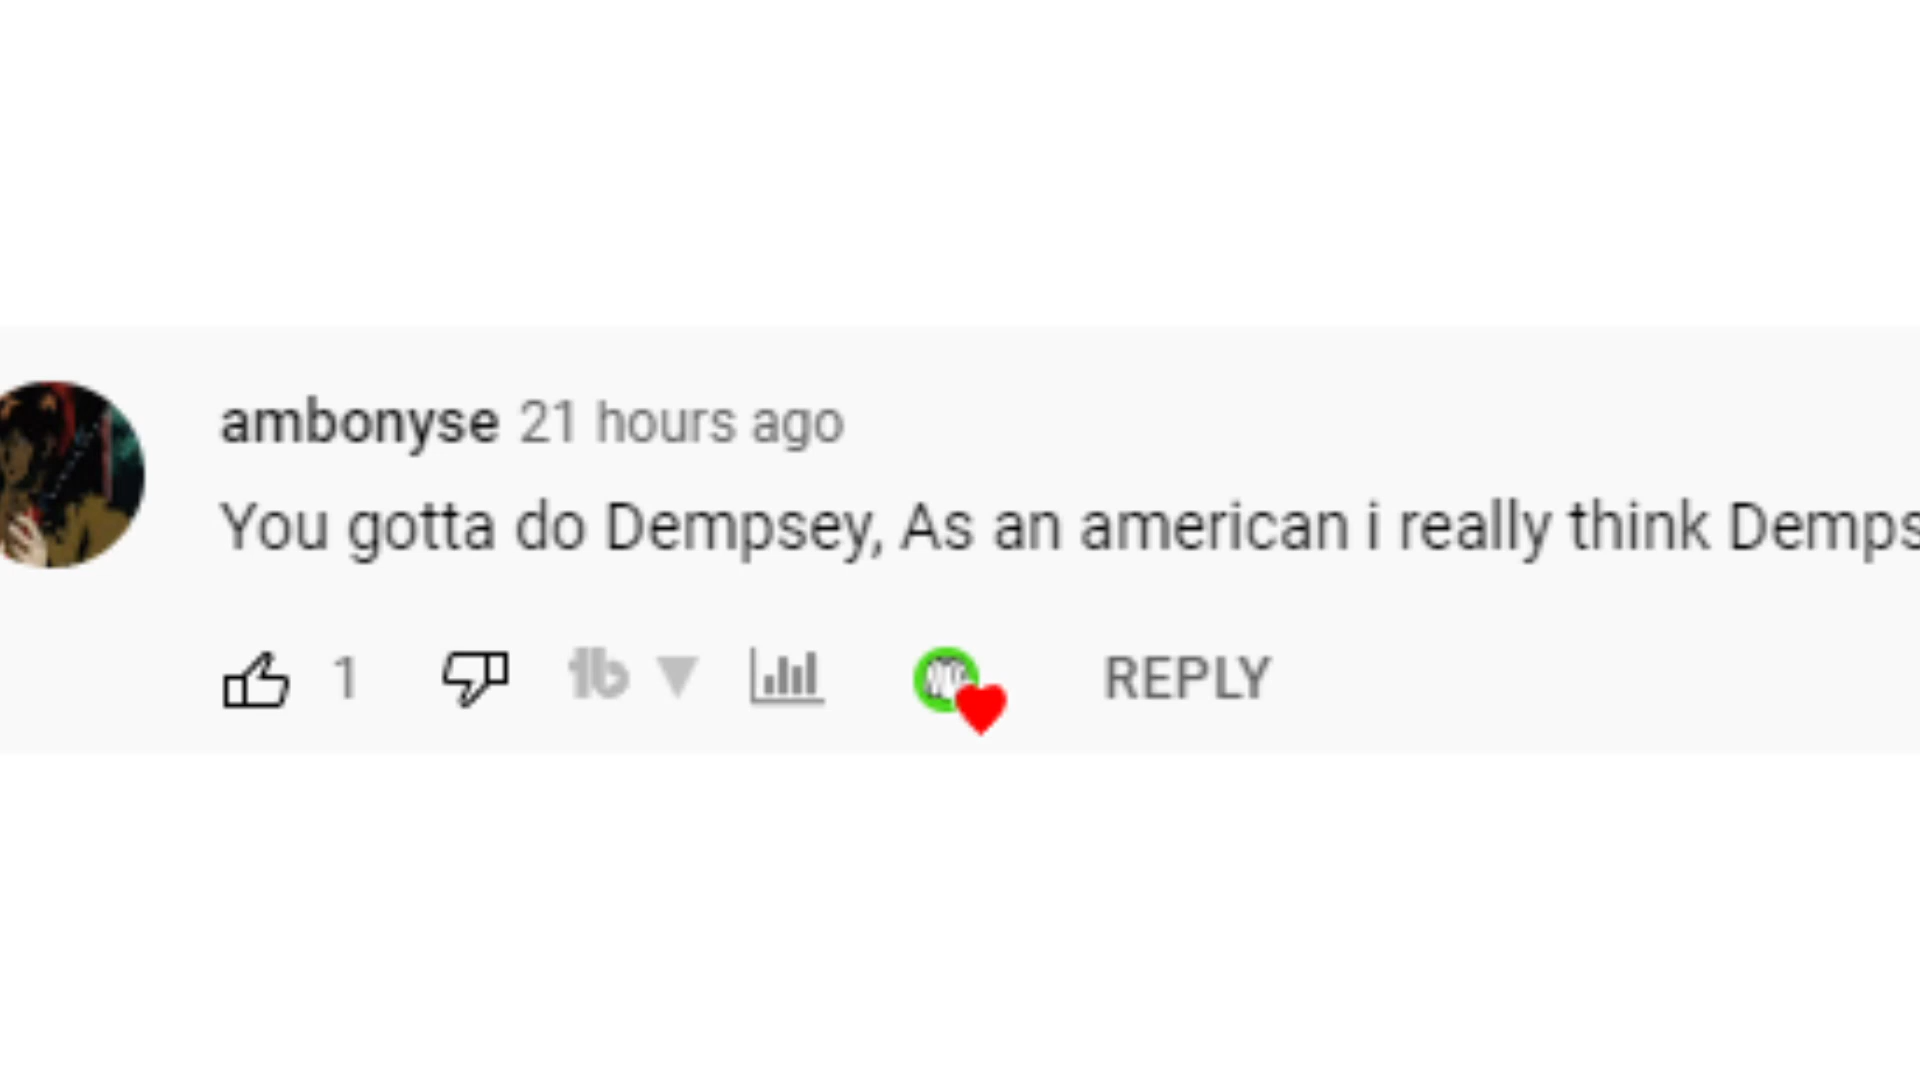 ambonyse 21 hours ago
You gotta do Dempsey, As an american i really think Demps
1
REPLY